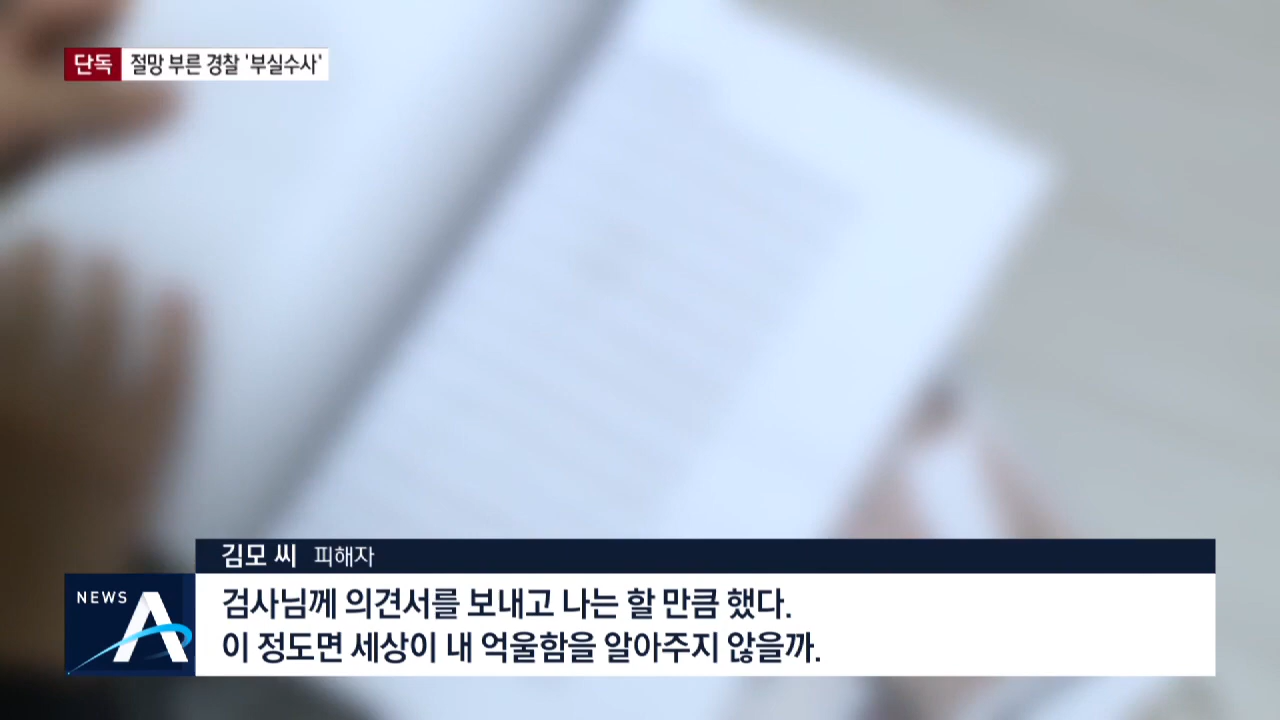 단독 절망 부른 경찰 '부실수사'
김모 씨 피해자
NEWS A
검사님께 의견서를 보내고 나는 할 만큼 했다.
이 정도면 세상이 내 억울함을 알아주지 않을까.